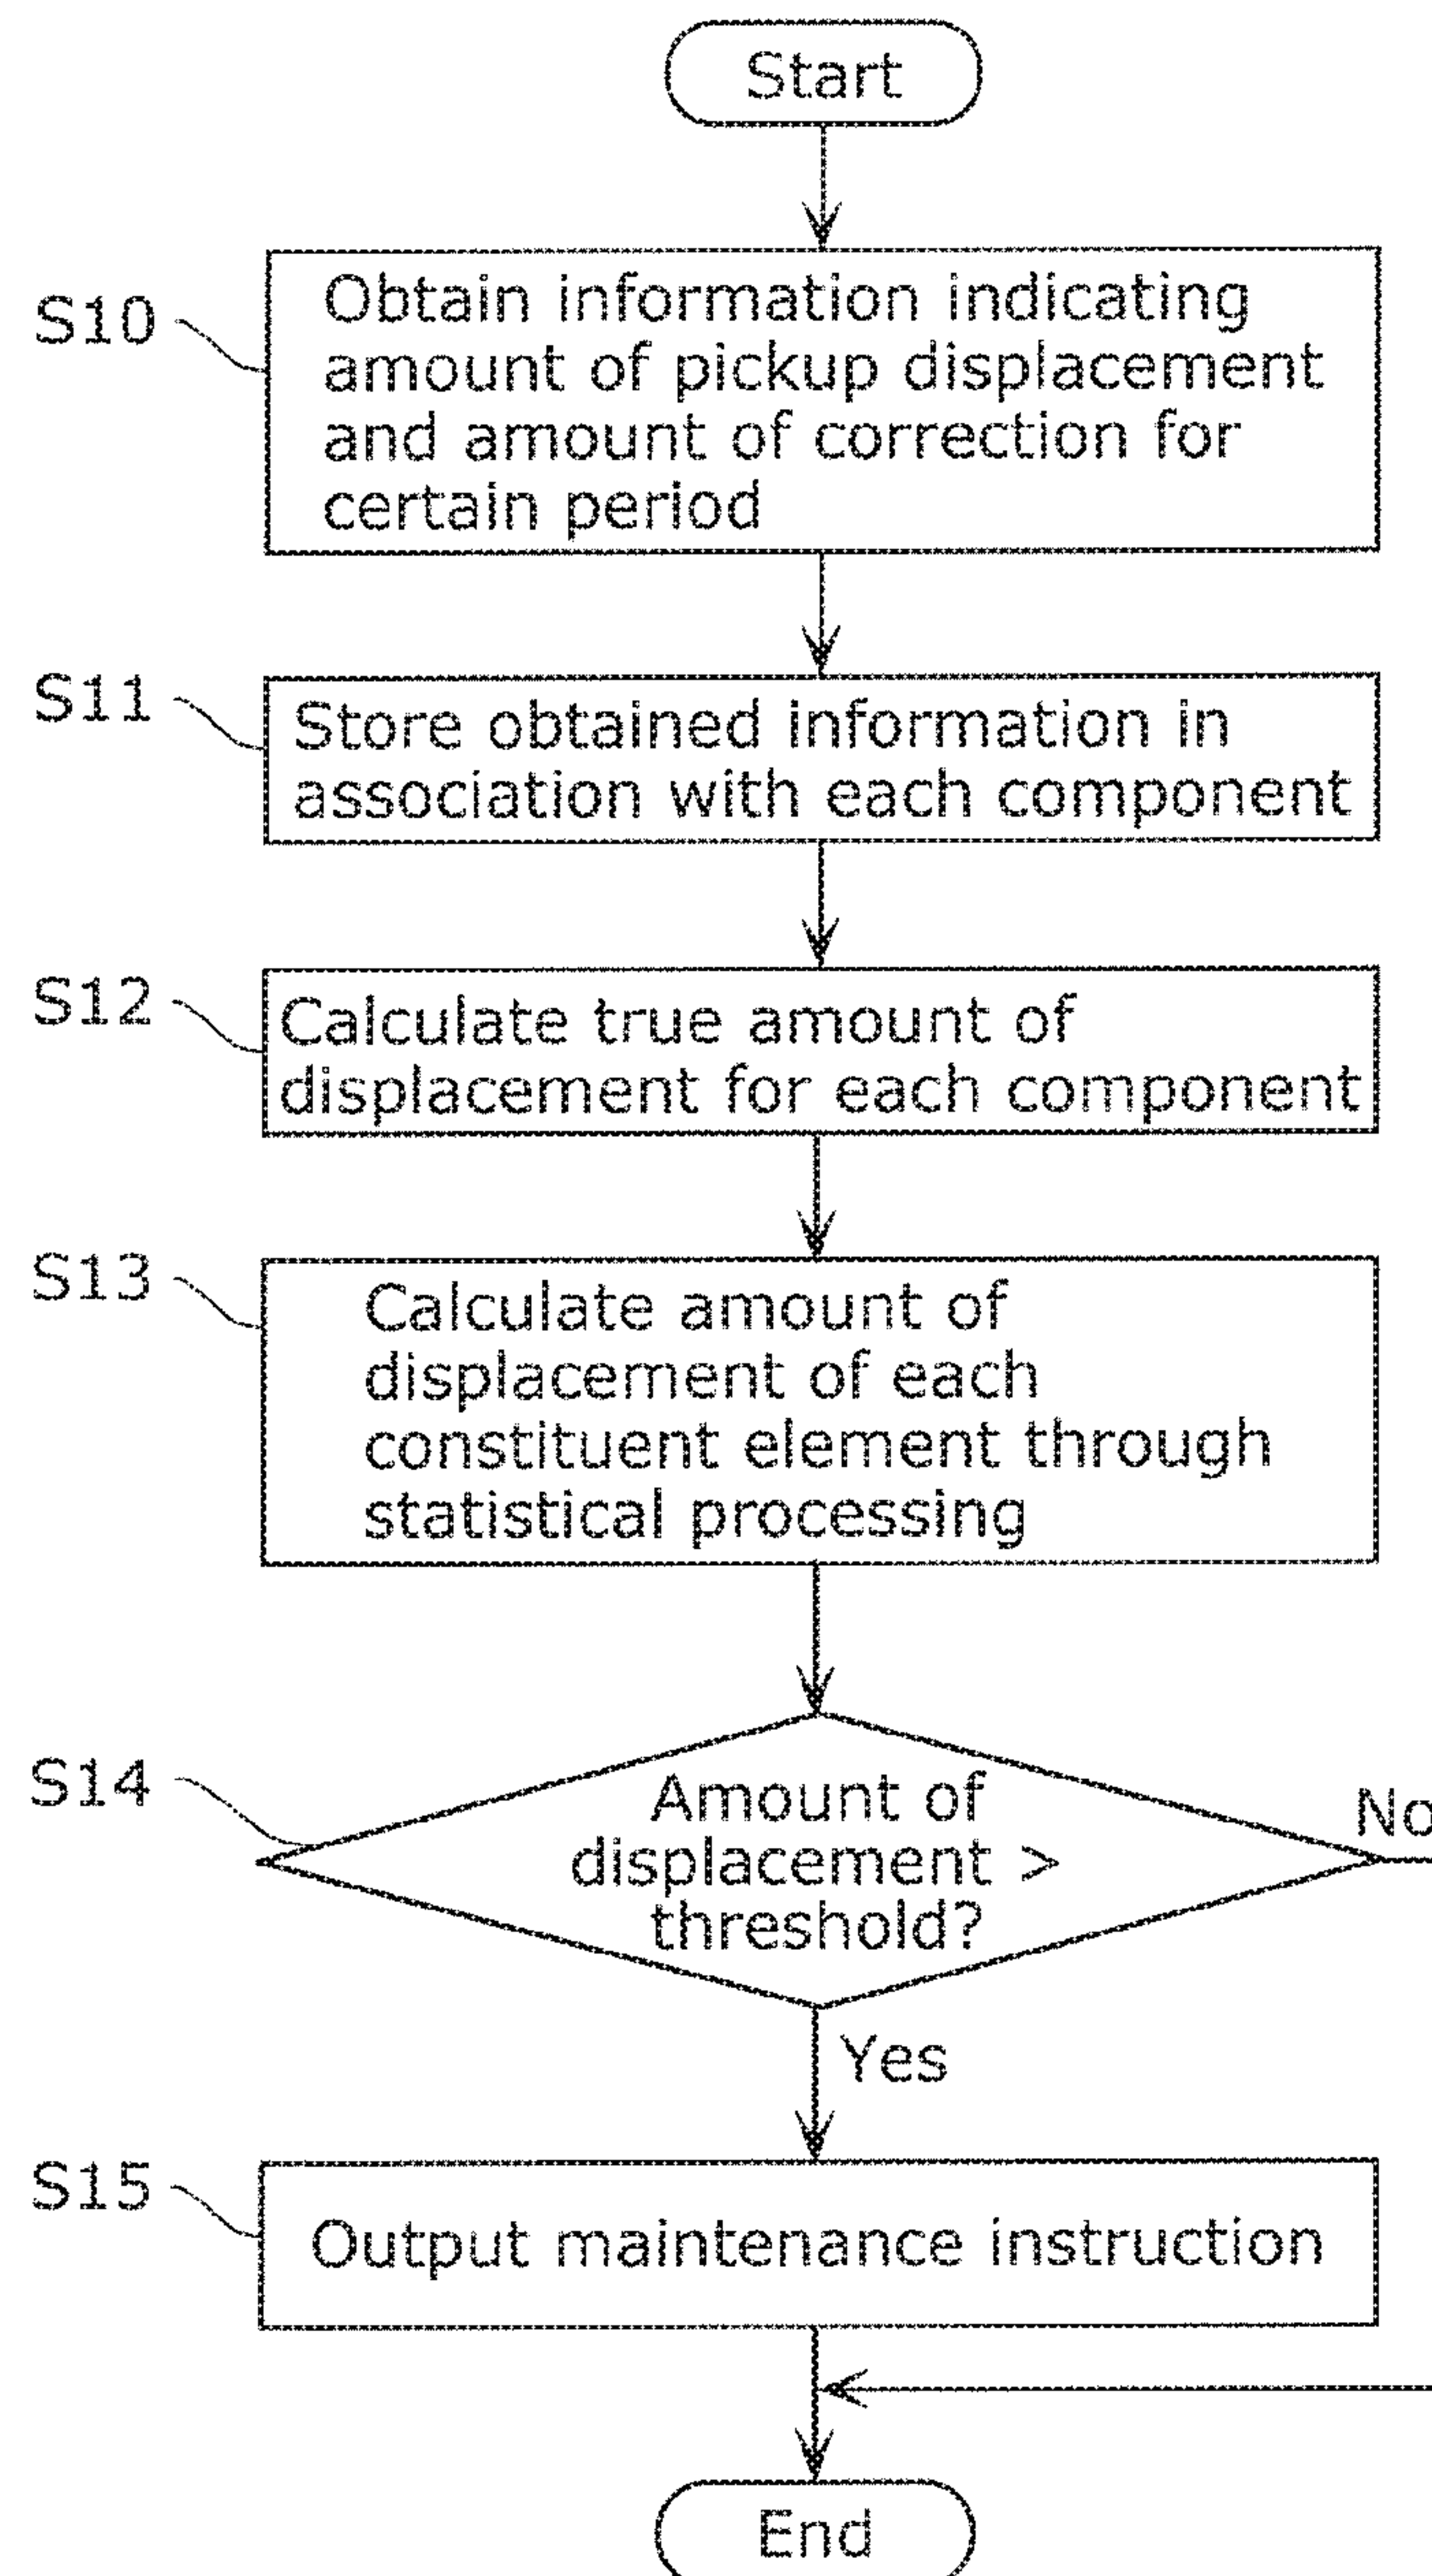 Start
S10
Obtain information indicating
amount of pickup displacement
and amount of correction for
certain period
S11
Store obtained information in
association with each component
S12
Calculate true amount of
displacement for each component
S13
Calculate amount of
displacement of each
constituent element through
statistical processing
S14
Amount of
displacement >
threshold?
No
Yes
S15
Output maintenance instruction
End